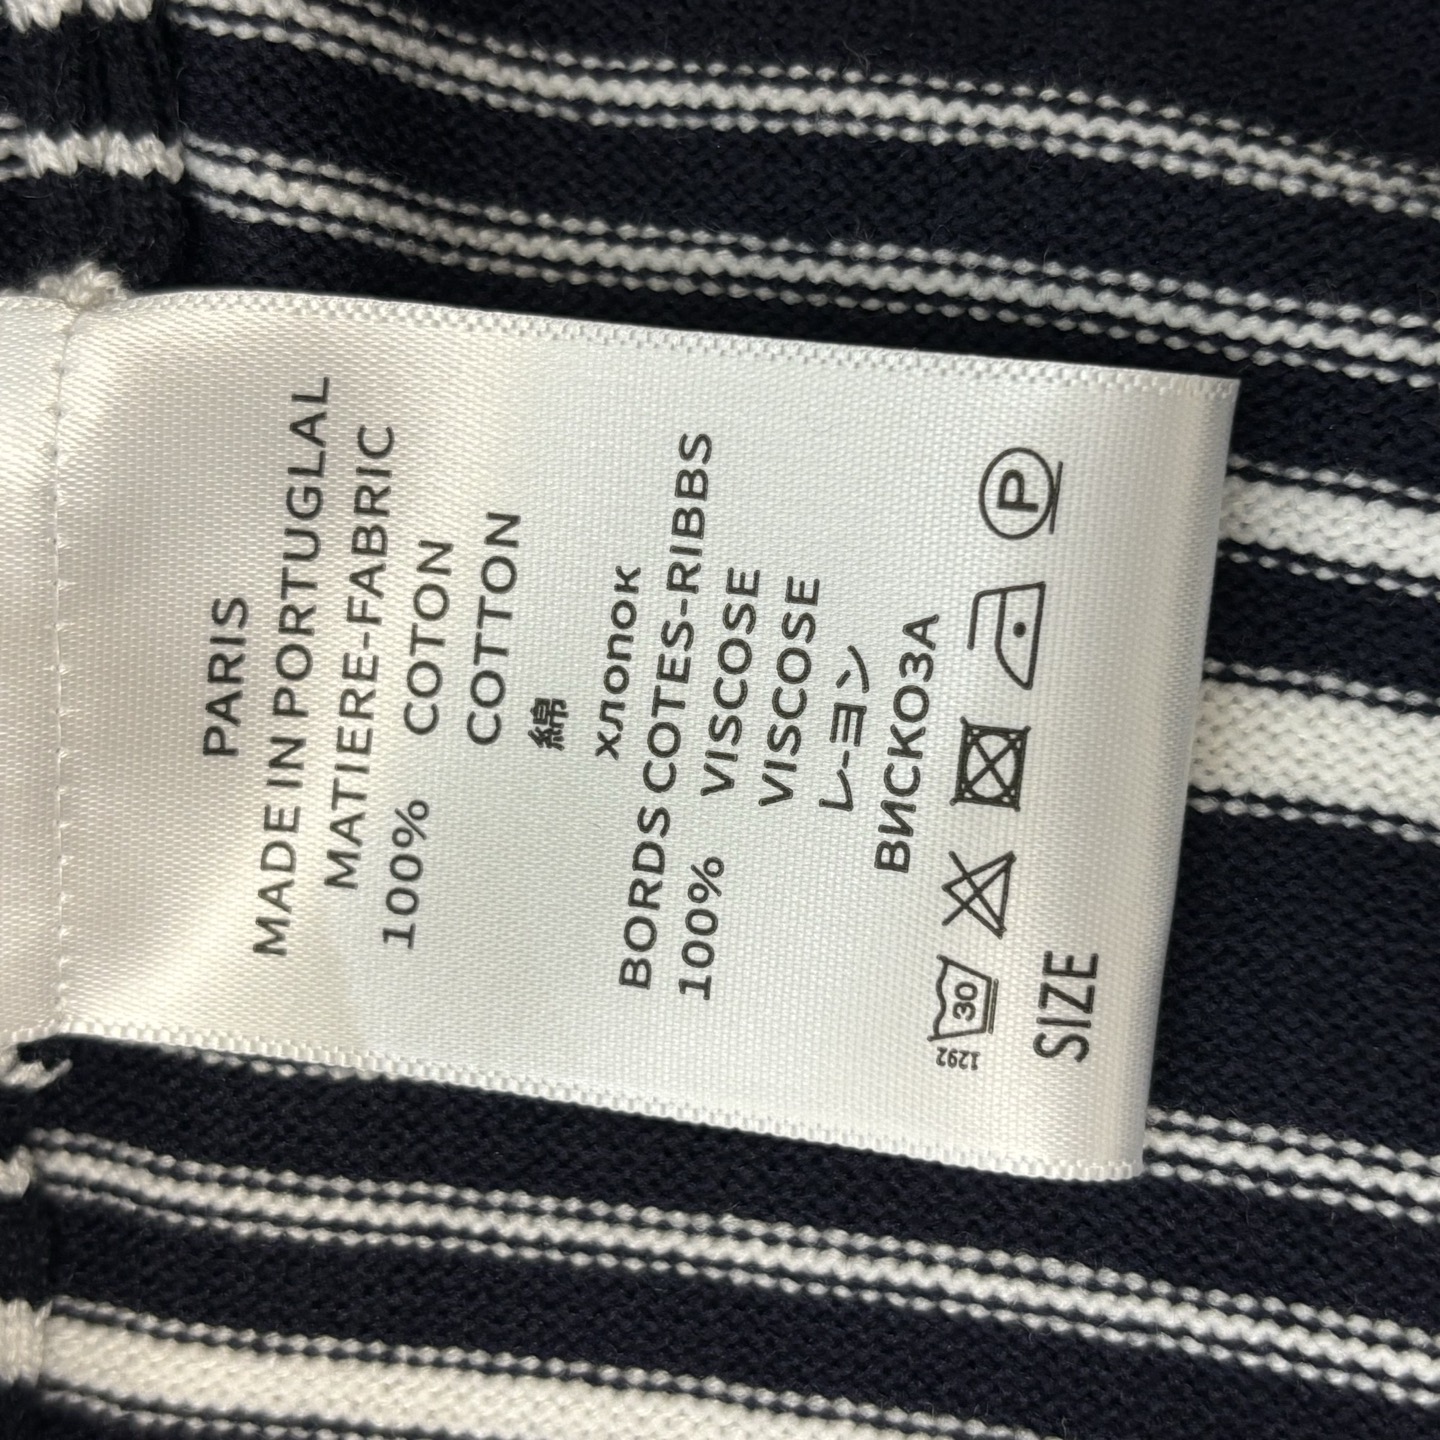 PARIS
MADE IN PORTUGLAL
MATIERE-FABRIC
100% COTON
COTTON
綿
хлопок
BORDS COTES-RIBBS
100% VISCOSE
VISCOSE
レーヨン
ВИСКОЗА
1292 30 P
SIZE